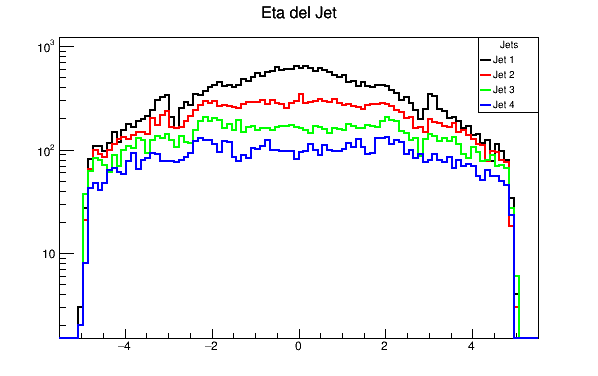 Eta del Jet
Jets
Jet 1
Jet 2
Jet 3
Jet 4
10³
10²
10
−4 −2 0 2 4